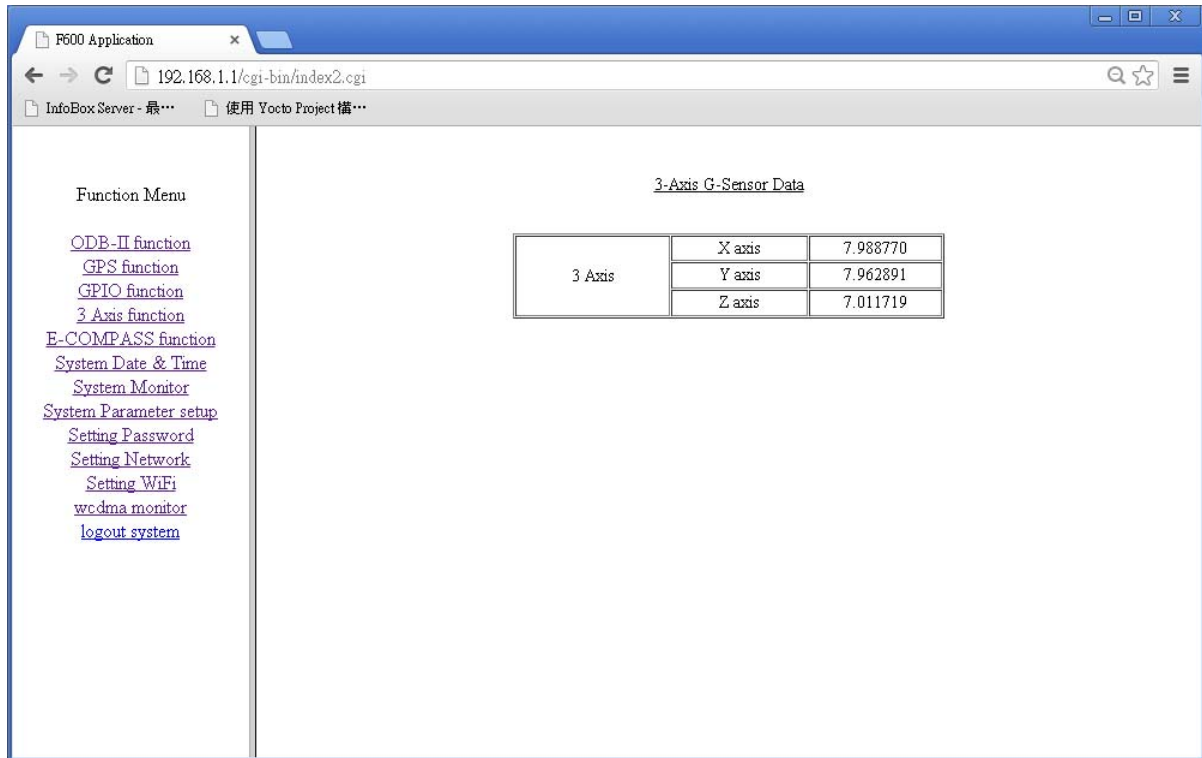 F600 Application
192.168.1.1/cgi-bin/index2.cgi
InfoBox Server - 最… 使用 Yocto Project 構…
Function Menu
ODB-II function
GPS function
GPIO function
3 Axis function
E-COMPASS function
System Date & Time
System Monitor
System Parameter setup
Setting Password
Setting Network
Setting WiFi
wcdma monitor
logout system
3-Axis G-Sensor Data
3 Axis
X axis 7.988770
Y axis 7.962891
Z axis 7.011719